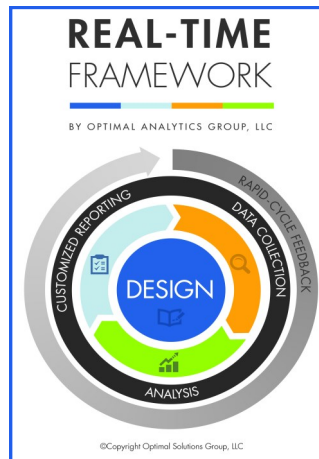 REAL-TIME
FRAMEWORK
BY OPTIMAL ANALYTICS GROUP, LLC
RAPID-CYCLE FEEDBACK
CUSTOMIZED REPORTING
DATA COLLECTION
DESIGN
ANALYSIS
©Copyright Optimal Solutions Group, LLC